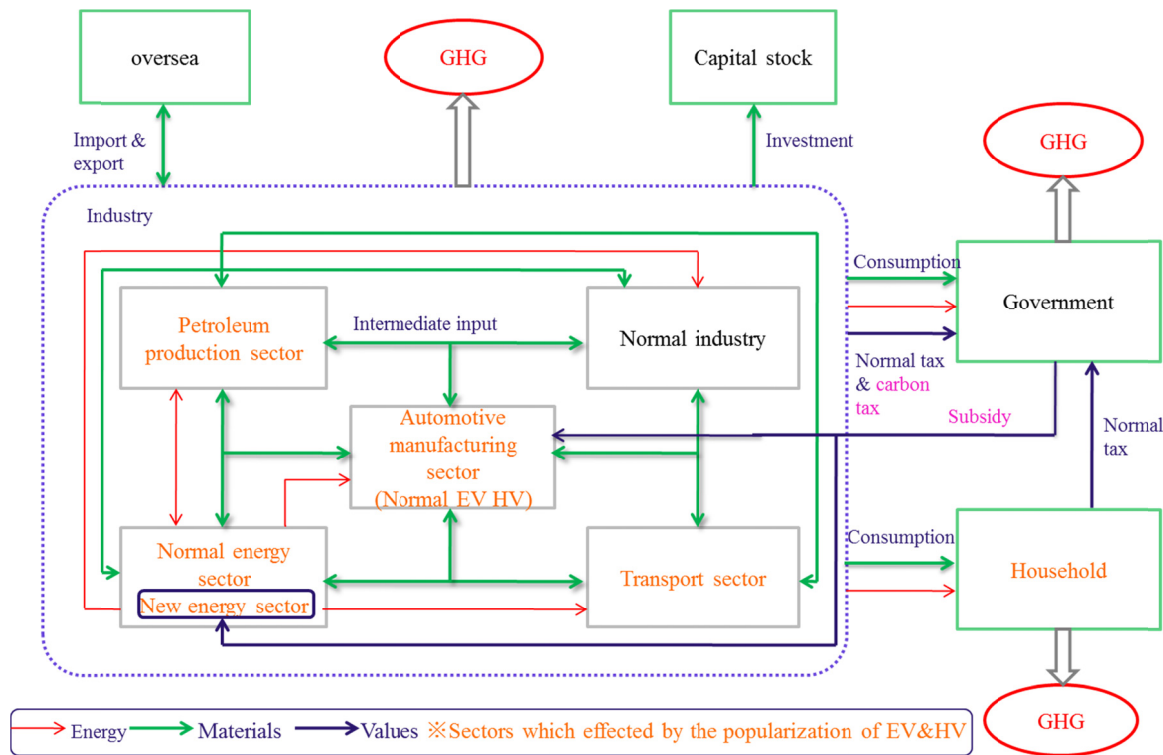 oversea
GHG
Capital stock
Import &
export
Investment
GHG
Industry
Consumption
Government
Petroleum
production sector
Intermediate input
Normal industry
Normal tax
& carbon
tax
Subsidy
Normal
tax
Automotive
manufacturing
sector
(Normal EV HV)
Normal energy
sector
New energy sector
Transport sector
Consumption
Household
GHG
Energy Materials Values ※Sectors which effected by the popularization of EV&HV